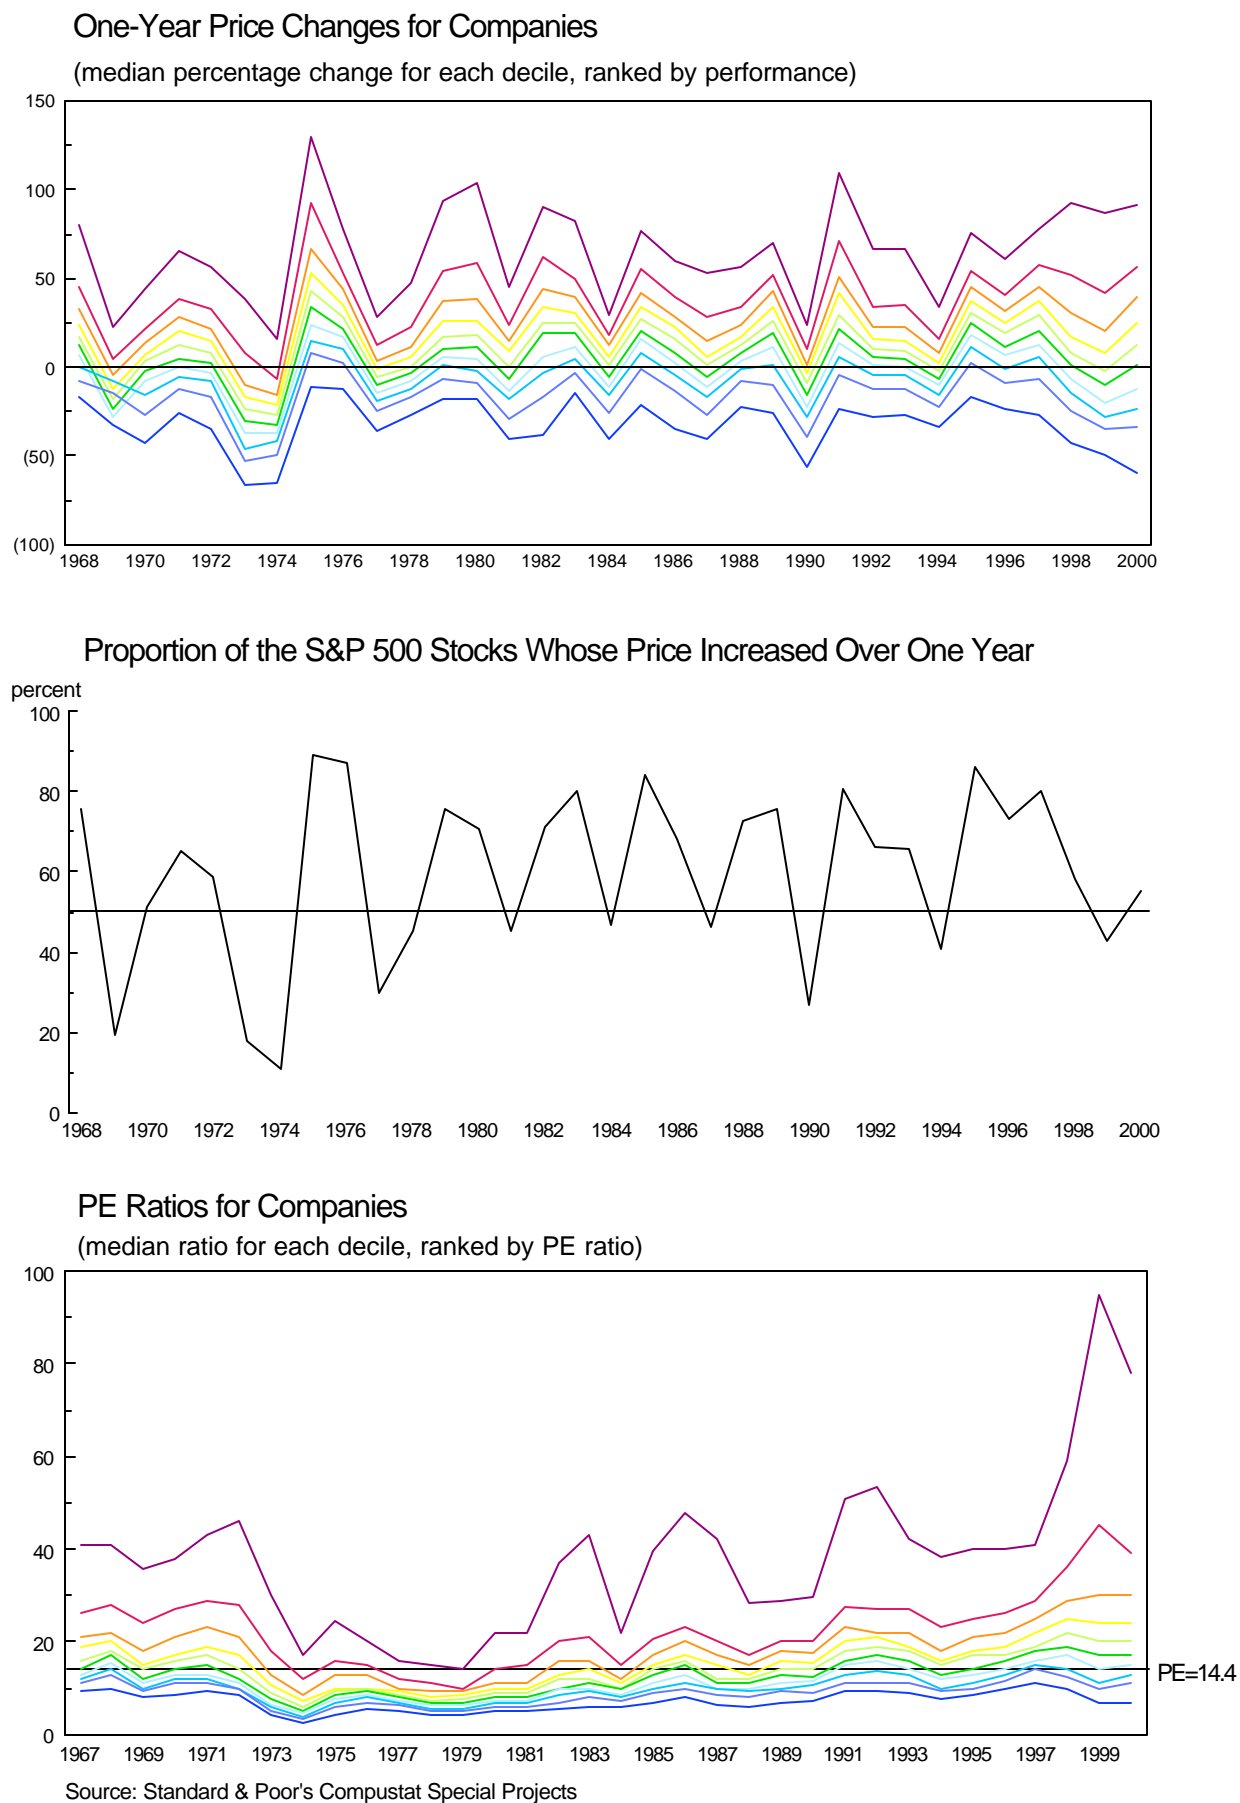 One-Year Price Changes for Companies
(median percentage change for each decile, ranked by performance)
150
100
50
0
(50)
(100)
1968 1970 1972 1974 1976 1978 1980 1982 1984 1986 1988 1990 1992 1994 1996 1998 2000
Proportion of the S&P 500 Stocks Whose Price Increased Over One Year
percent
100
80
60
40
20
0
1968 1970 1972 1974 1976 1978 1980 1982 1984 1986 1988 1990 1992 1994 1996 1998 2000
PE Ratios for Companies
(median ratio for each decile, ranked by PE ratio)
100
80
60
40
20
PE=14.4
0
1967 1969 1971 1973 1975 1977 1979 1981 1983 1985 1987 1989 1991 1993 1995 1997 1999
Source: Standard & Poor's Compustat Special Projects